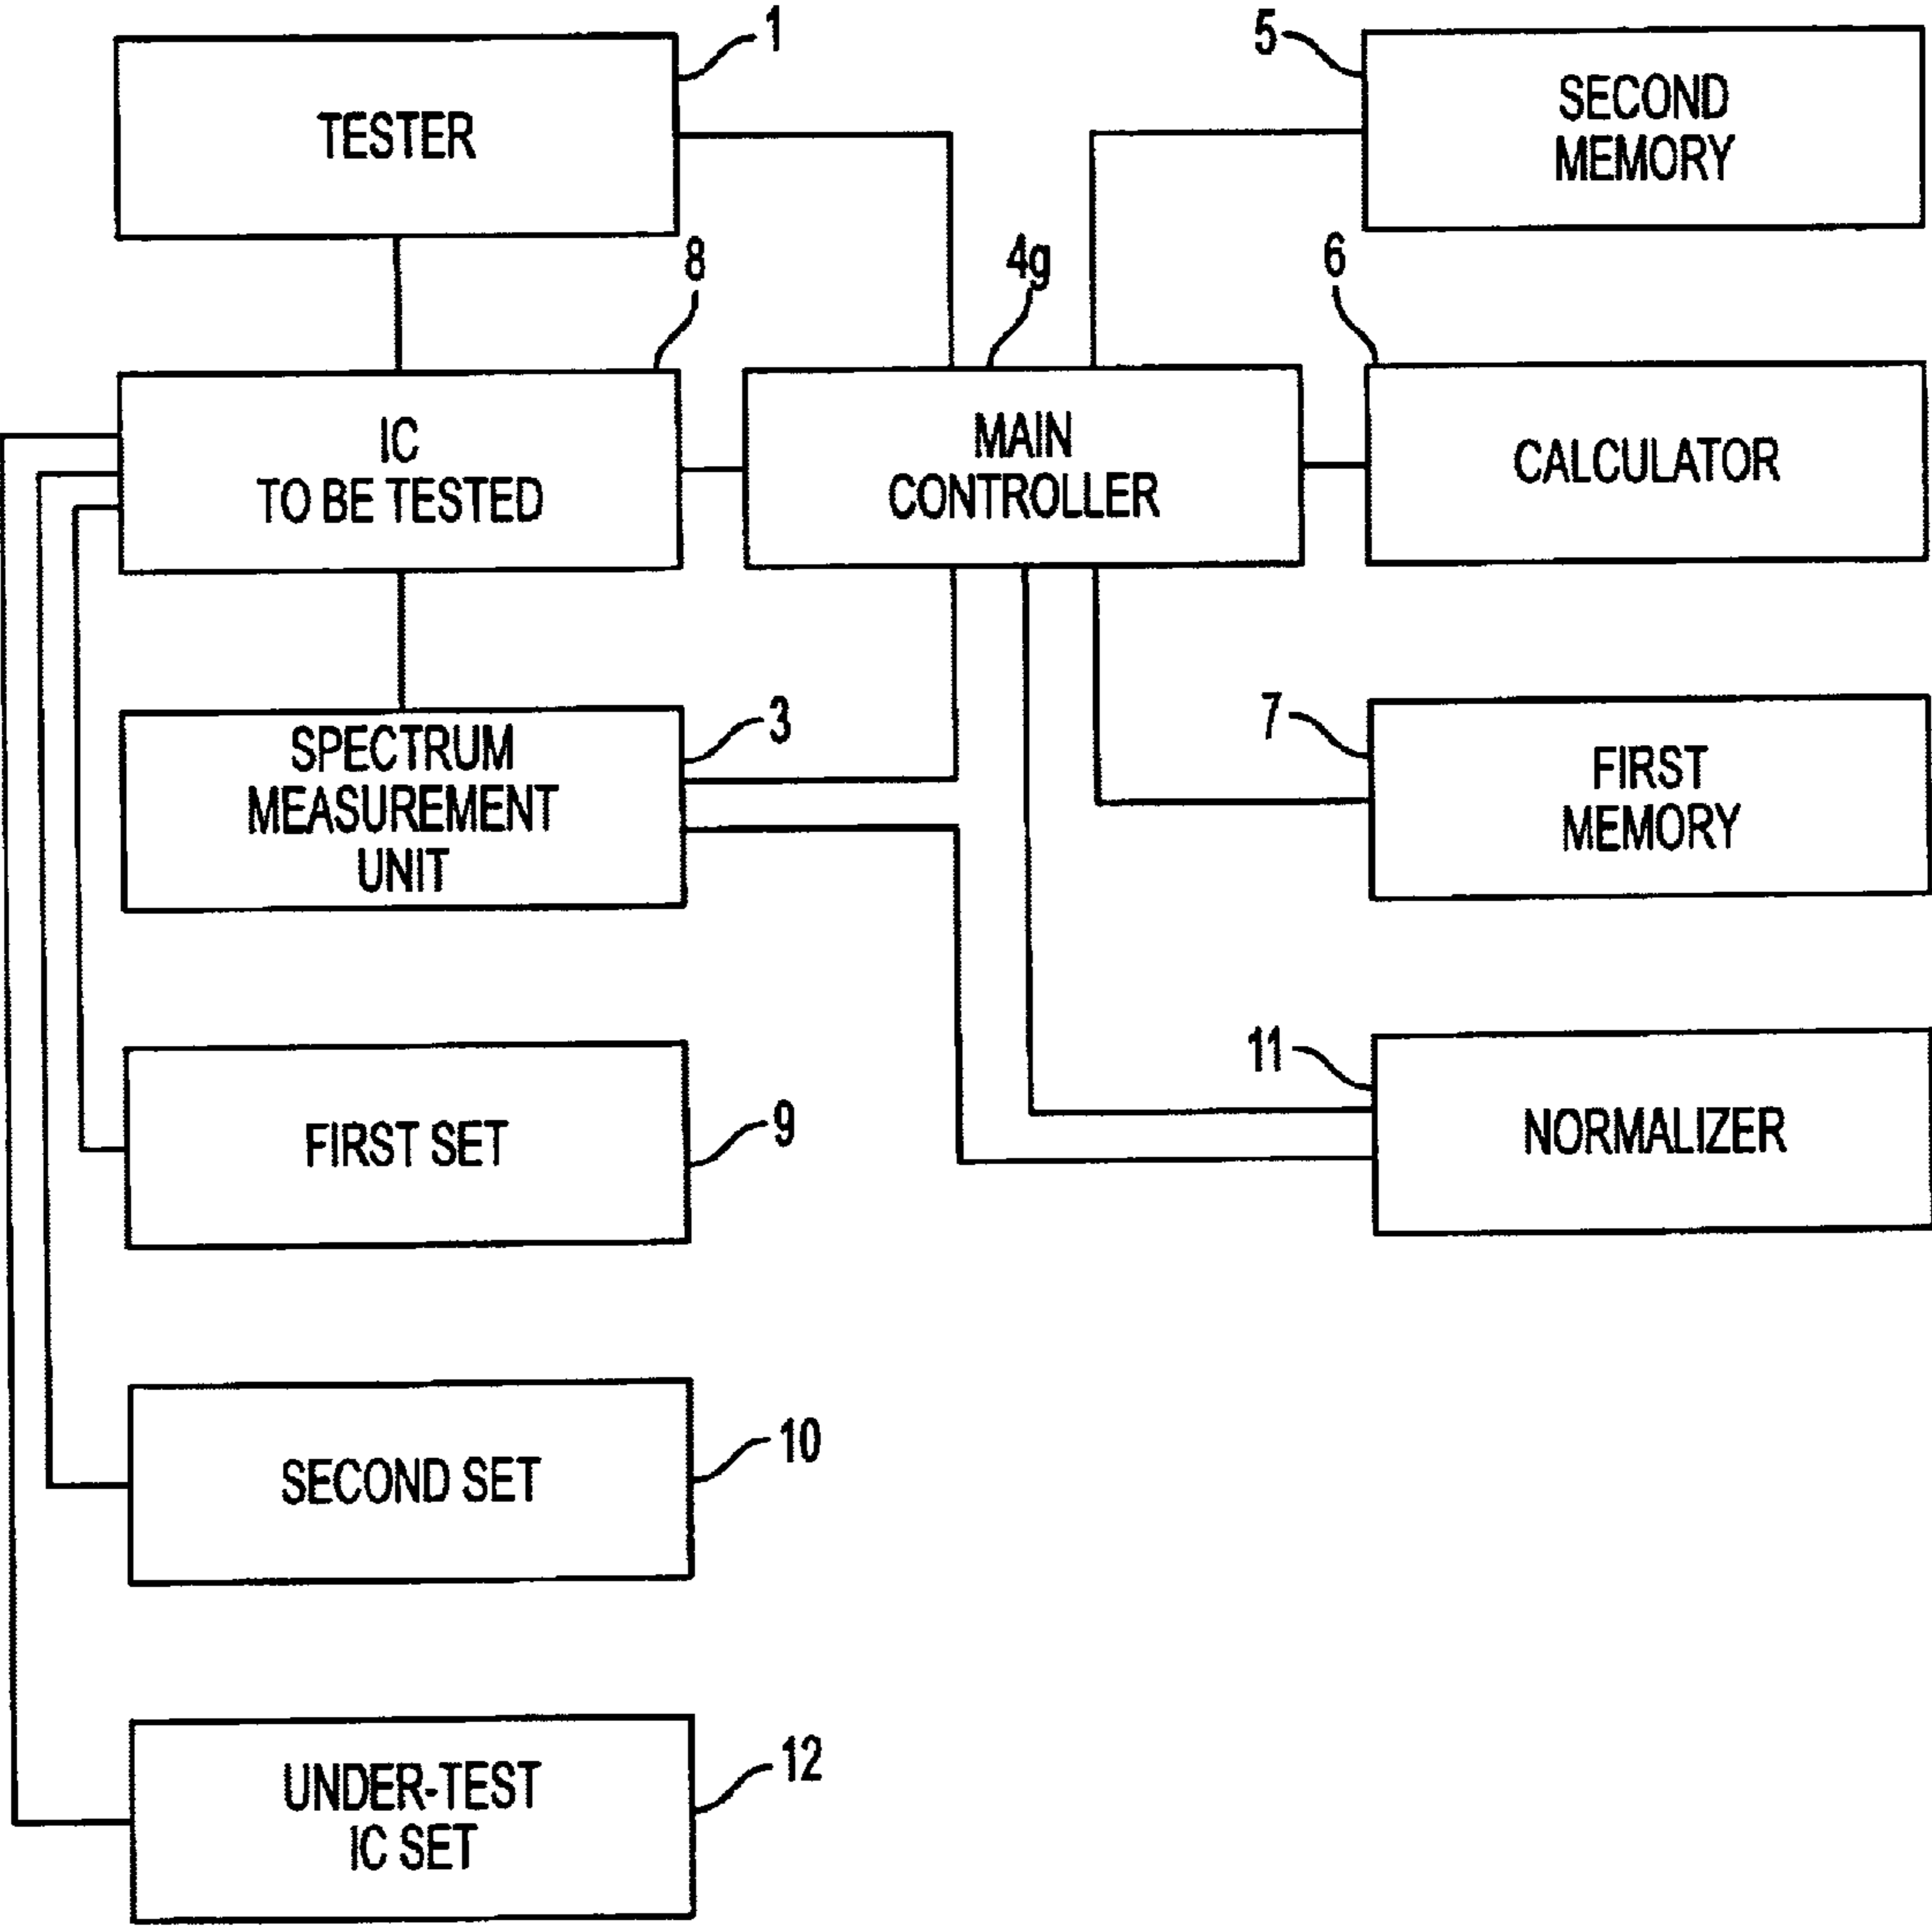 1
TESTER
5
SECOND
MEMORY
8
IC
TO BE TESTED
4g
MAIN
CONTROLLER
6
CALCULATOR
3
SPECTRUM
MEASUREMENT
UNIT
7
FIRST
MEMORY
9
FIRST SET
11
NORMALIZER
10
SECOND SET
12
UNDER-TEST
IC SET